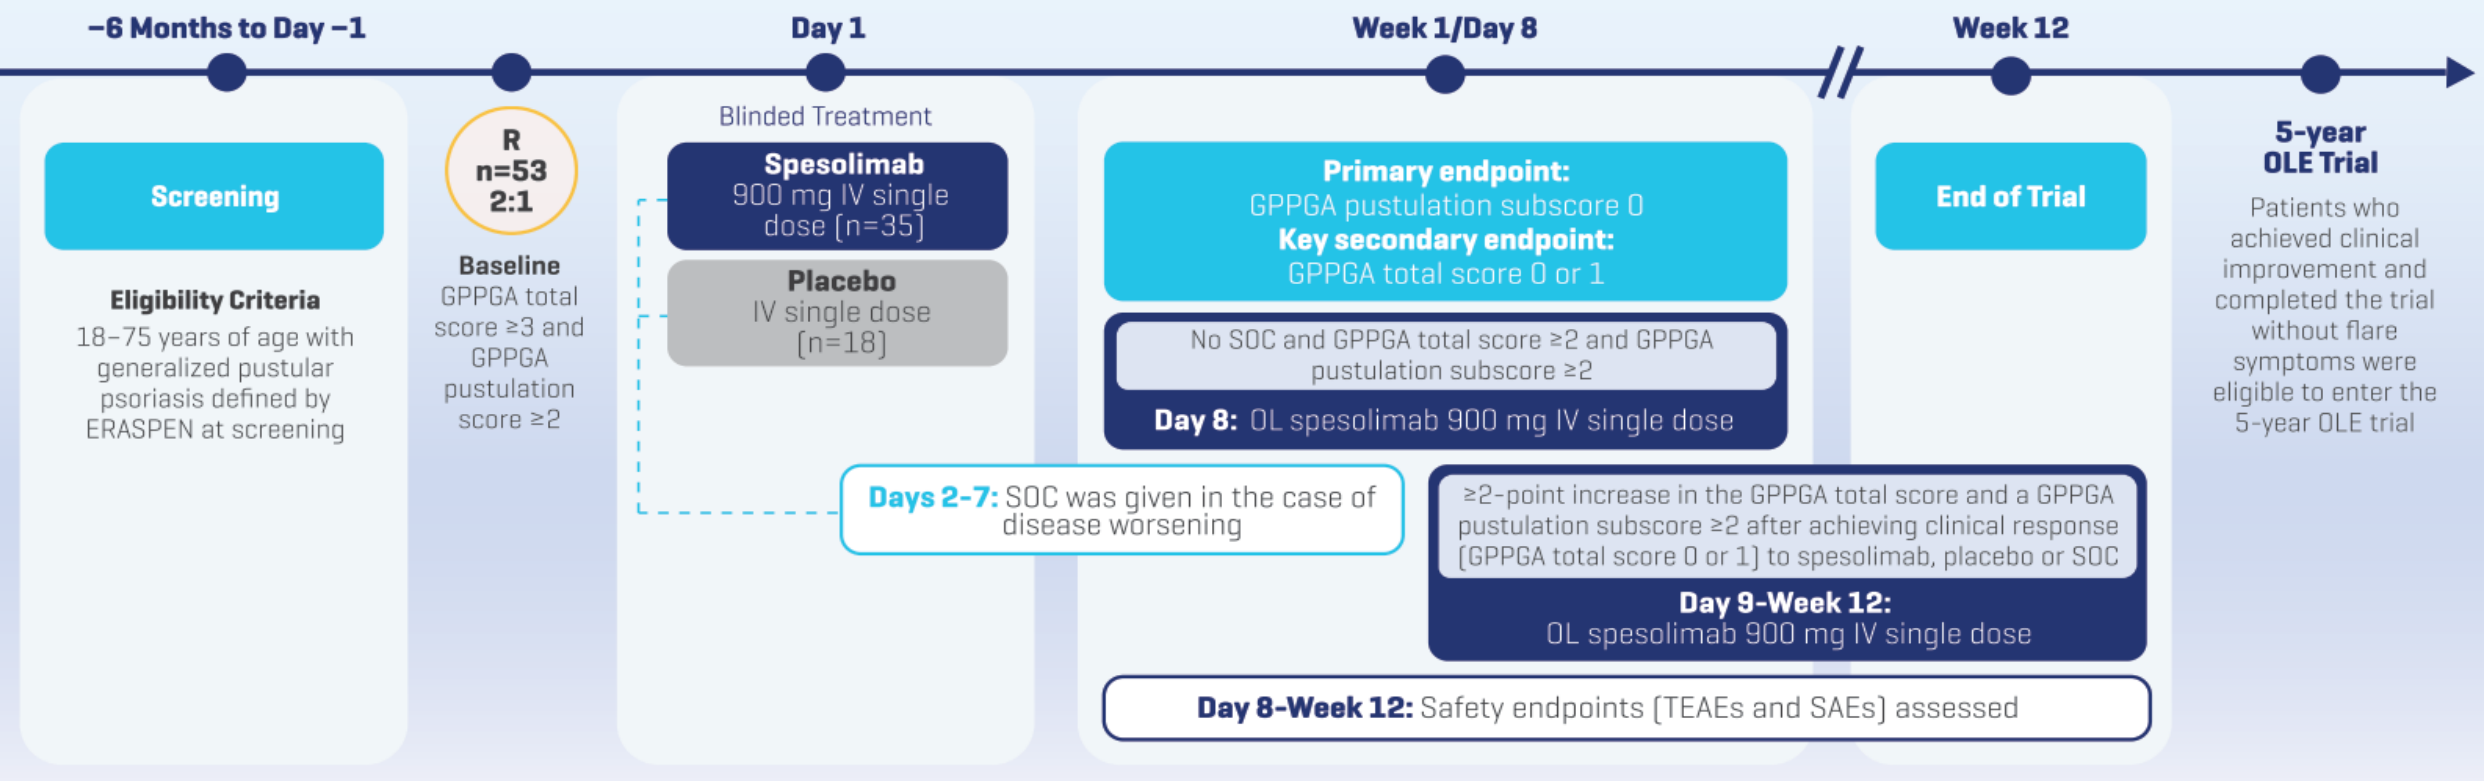 –6 Months to Day –1
Day 1
Week 1/Day 8
Week 12
Screening
Eligibility Criteria
18–75 years of age with
generalized pustular
psoriasis defined by
ERASPEN at screening
R
n=53
2:1
Baseline
GPPGA total
score ≥3 and
GPPGA
pustulation
score ≥2
Blinded Treatment
Spesolimab
900 mg IV single
dose (n=35)
Placebo
IV single dose
(n=18)
Days 2-7: SOC was given in the case of
disease worsening
Primary endpoint:
GPPGA pustulation subscore 0
Key secondary endpoint:
GPPGA total score 0 or 1
No SOC and GPPGA total score ≥2 and GPPGA
pustulation subscore ≥2
Day 8: OL spesolimab 900 mg IV single dose
≥2-point increase in the GPPGA total score and a GPPGA
pustulation subscore ≥2 after achieving clinical response
(GPPGA total score 0 or 1) to spesolimab, placebo or SOC
Day 9-Week 12:
OL spesolimab 900 mg IV single dose
Day 8-Week 12: Safety endpoints (TEAEs and SAEs) assessed
End of Trial
5-year
OLE Trial
Patients who
achieved clinical
improvement and
completed the trial
without flare
symptoms were
eligible to enter the
5-year OLE trial